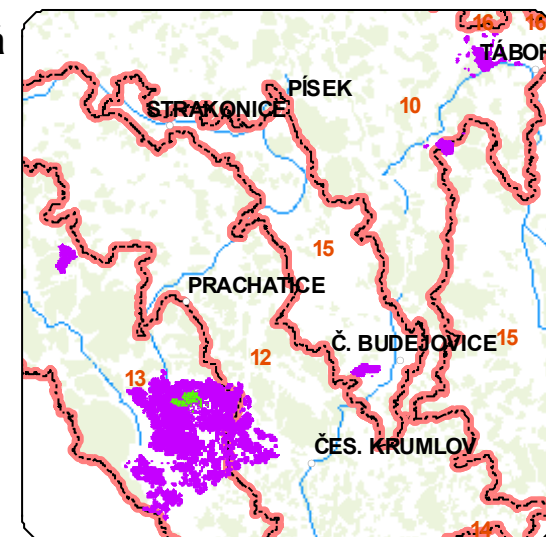 16
16
TÁBOR
á
PÍSEK
STRAKONICE
10
15
PRACHATICE
Č. BUDĚJOVICE
15
12
13
ČES. KRUMLOV
14